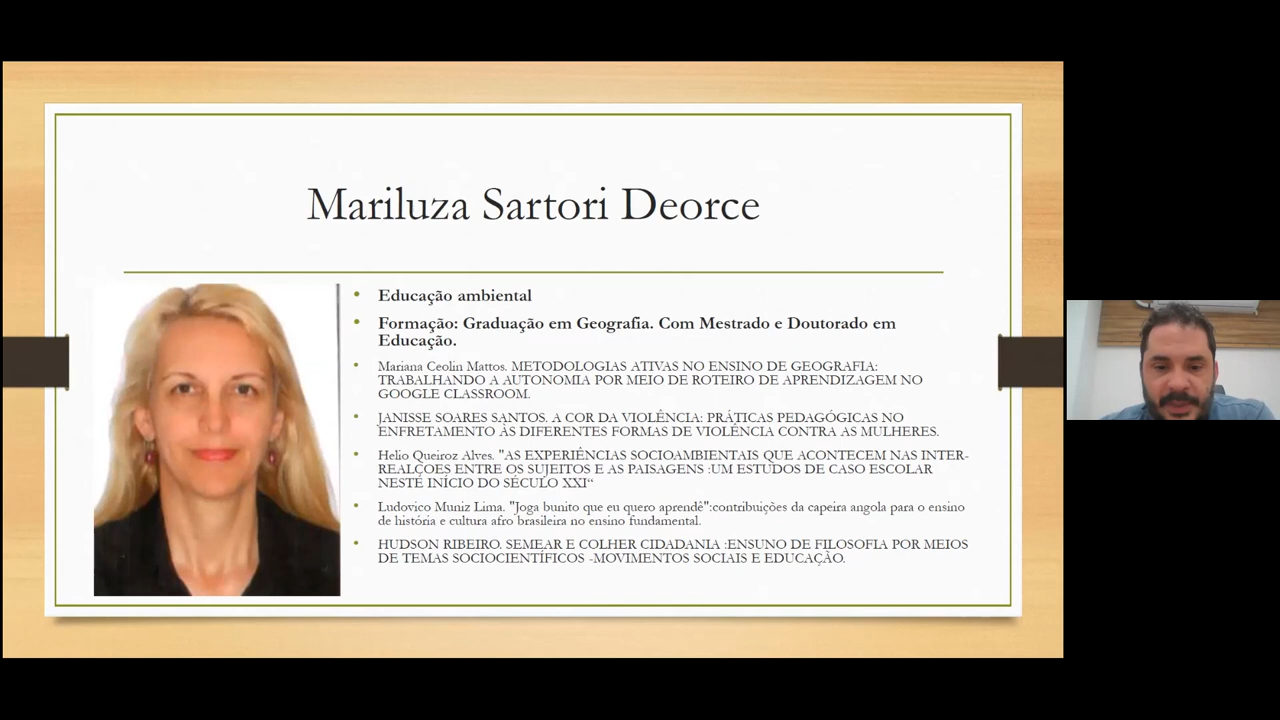 Mariluza Sartori Deorce
Educação ambiental
Formação: Graduação em Geografia. Com Mestrado e Doutorado em
Educação.
Mariana Ceolin Mattos. METODOLOGIAS ATIVAS NO ENSINO DE GEOGRAFIA:
TRABALHANDO A AUTONOMIA POR MEIO DE ROTEIRO DE APRENDIZAGEM NO
GOOGLE CLASSROOM.
JANISSE SOARES SANTOS. A COR DA VIOLÊNCIA: PRÁTICAS PEDAGÓGICAS NO
ENFRETAMENTO ÀS DIFERENTES FORMAS DE VIOLÊNCIA CONTRA AS MULHERES.
Helio Queiroz Alves. "AS EXPERIÊNCIAS SOCIOAMBIENTAIS QUE ACONTECEM NAS INTER-
REALÇOES ENTRE OS SUJEITOS E AS PAISAGENS :UM ESTUDOS DE CASO ESCOLAR
NESTE INÍCIO DO SÉCULO XXI“
Ludovico Muniz Lima. "Joga bunito que eu quero aprendê":contribuições da capeira angola para o ensino
de história e cultura afro brasileira no ensino fundamental.
HUDSON RIBEIRO. SEMEAR E COLHER CIDADANIA :ENSUNO DE FILOSOFIA POR MEIOS
DE TEMAS SOCIOCIENTÍFICOS -MOVIMENTOS SOCIAIS E EDUCAÇÃO.